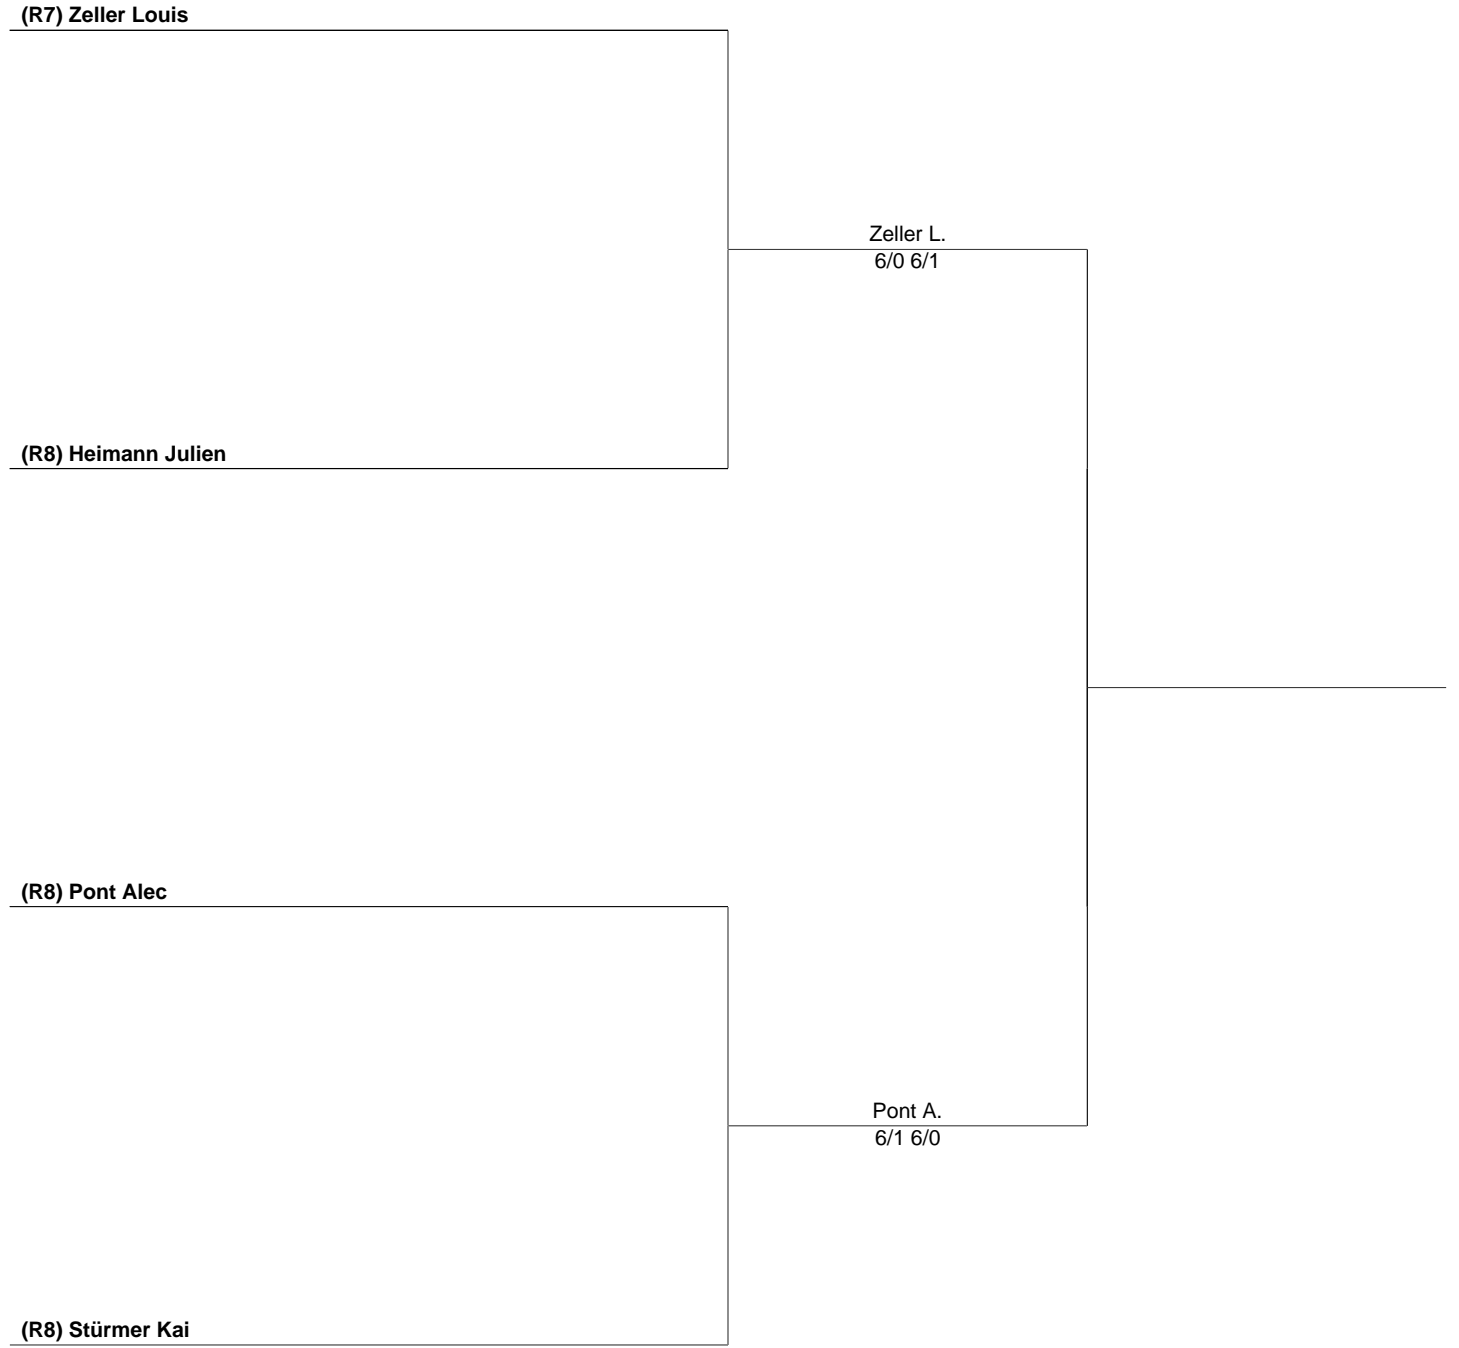 (R7) Zeller Louis
Zeller L.
6/0 6/1
(R8) Heimann Julien
(R8) Pont Alec
Pont A.
6/1 6/0
(R8) Stürmer Kai